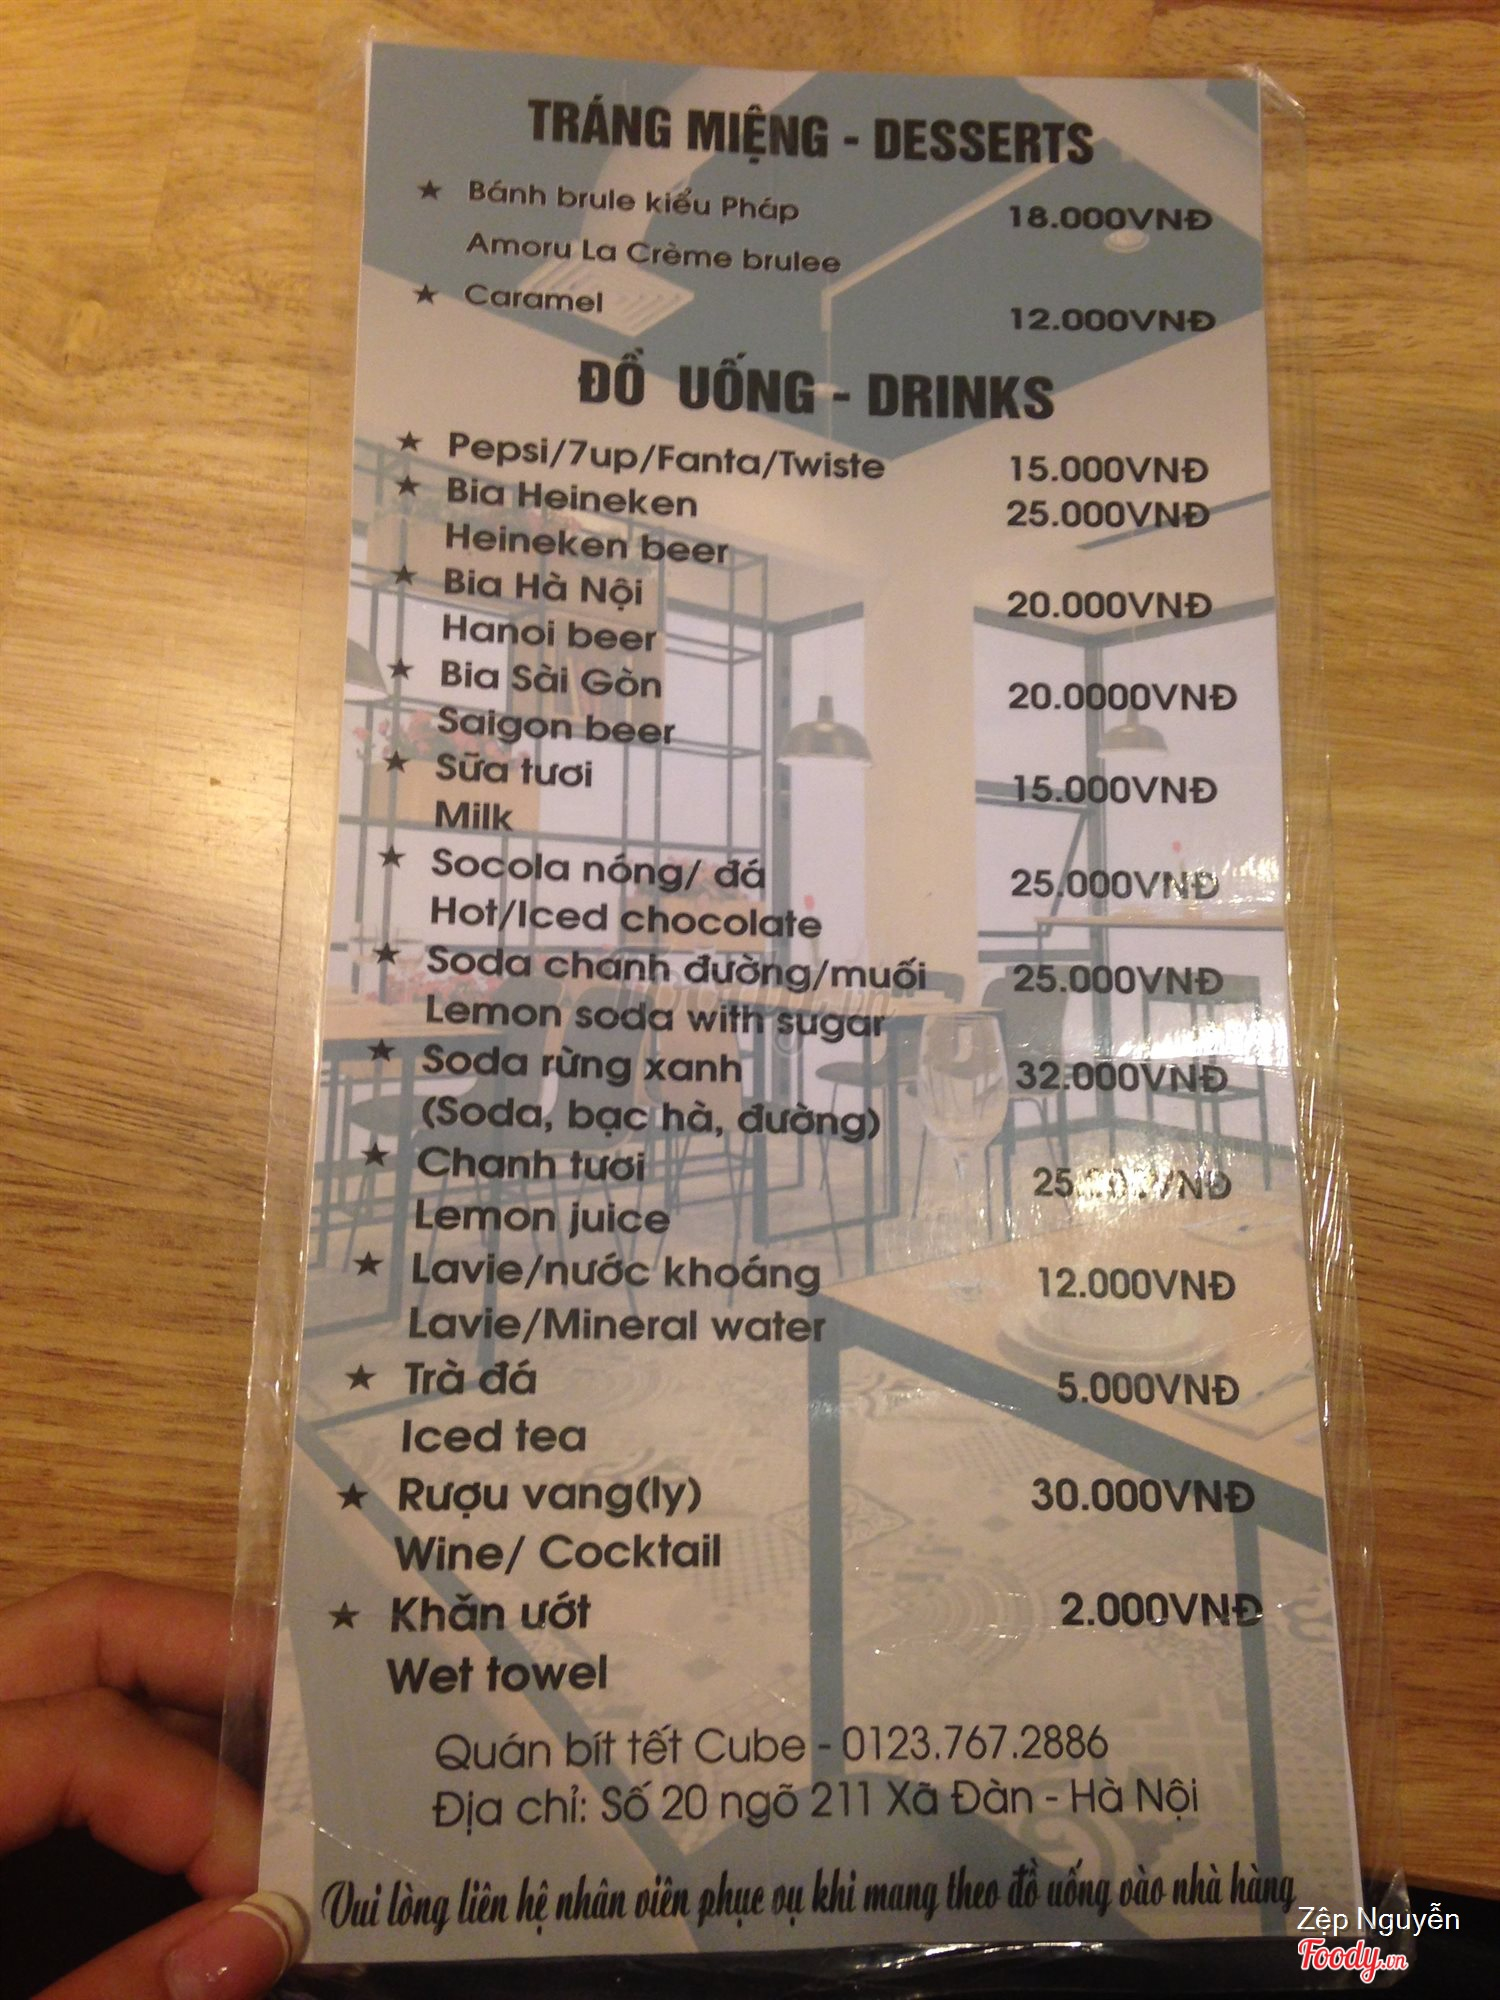 TRÁNG MIỆNG - DESSERTS
★ Bánh brule kiểu Pháp 18.000VNĐ
Amoru La Crème brulee
★ Caramel 12.000VNĐ
ĐỒ UỐNG - DRINKS
★ Pepsi/7up/Fanta/Twiste 15.000VNĐ
★ Bia Heineken 25.000VNĐ
Heineken beer
★ Bia Hà Nội 20.000VNĐ
Hanoi beer
★ Bia Sài Gòn 20.0000VNĐ
Saigon beer
★ Sữa tươi 15.000VNĐ
Milk
★ Socola nóng/ đá 25.000VNĐ
Hot/Iced chocolate
★ Soda chanh đường/muối 25.000VNĐ
Lemon soda with sugar
★ Soda rừng xanh 32.000VNĐ
(Soda, bạc hà, đường)
★ Chanh tươi
Lemon juice
★ Lavie/nước khoáng 12.000VNĐ
Lavie/Mineral water
★ Trà đá 5.000VNĐ
Iced tea
★ Rượu vang(ly) 30.000VNĐ
Wine/ Cocktail
★ Khăn ướt 2.000VNĐ
Wet towel
Quán bít tết Cube - 0123.767.2886
Địa chỉ: Số 20 ngõ 211 Xã Đàn - Hà Nội
Vui lòng liên hệ nhân viên phục vụ khi mang theo đồ uống vào nhà hàng
Zệp Nguyễn
Foody.vn